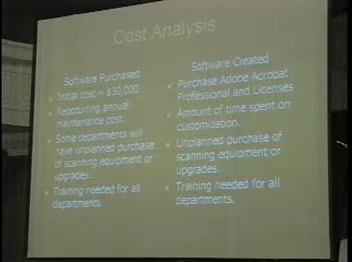 Cost Analysis
Software Purchased
Initial cost ~ $30,000
Reoccuring annual
maintenance cost.
Some departments will
have unplanned purchase
of scanning equipment or
upgrades.
Training needed for all
departments.
Software Created
Purchase Adobe Acrobat
Professional and Licenses
Amount of time spent on
customization.
Unplanned purchase of
scanning equipment or
upgrades.
Training needed for all
departments.